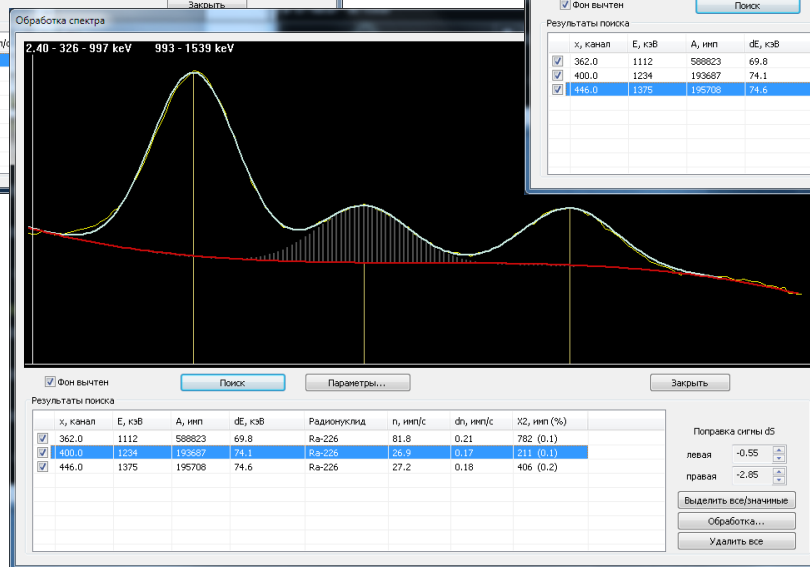 Закрыть
Обработка спектра
2.40 - 326 - 997 keV 993 - 1539 keV
Фон вычтен Поиск
Результаты поиска
x, канал E, кэВ A, имп dE, кэВ
362.0 1112 588823 69.8
400.0 1234 193687 74.1
446.0 1375 195708 74.6
Фон вычтен Поиск Параметры... Закрыть
Результаты поиска
x, канал E, кэВ A, имп dE, кэВ Радионуклид n, имп/с dn, имп/с X2, имп (%)
362.0 1112 588823 69.8 Ra-226 81.8 0.21 782 (0.1)
400.0 1234 193687 74.1 Ra-226 26.9 0.17 211 (0.1)
446.0 1375 195708 74.6 Ra-226 27.2 0.18 406 (0.2)
Поправка сигмы dS
левая -0.55
правая -2.85
Выделить все/значимые
Обработка...
Удалить все